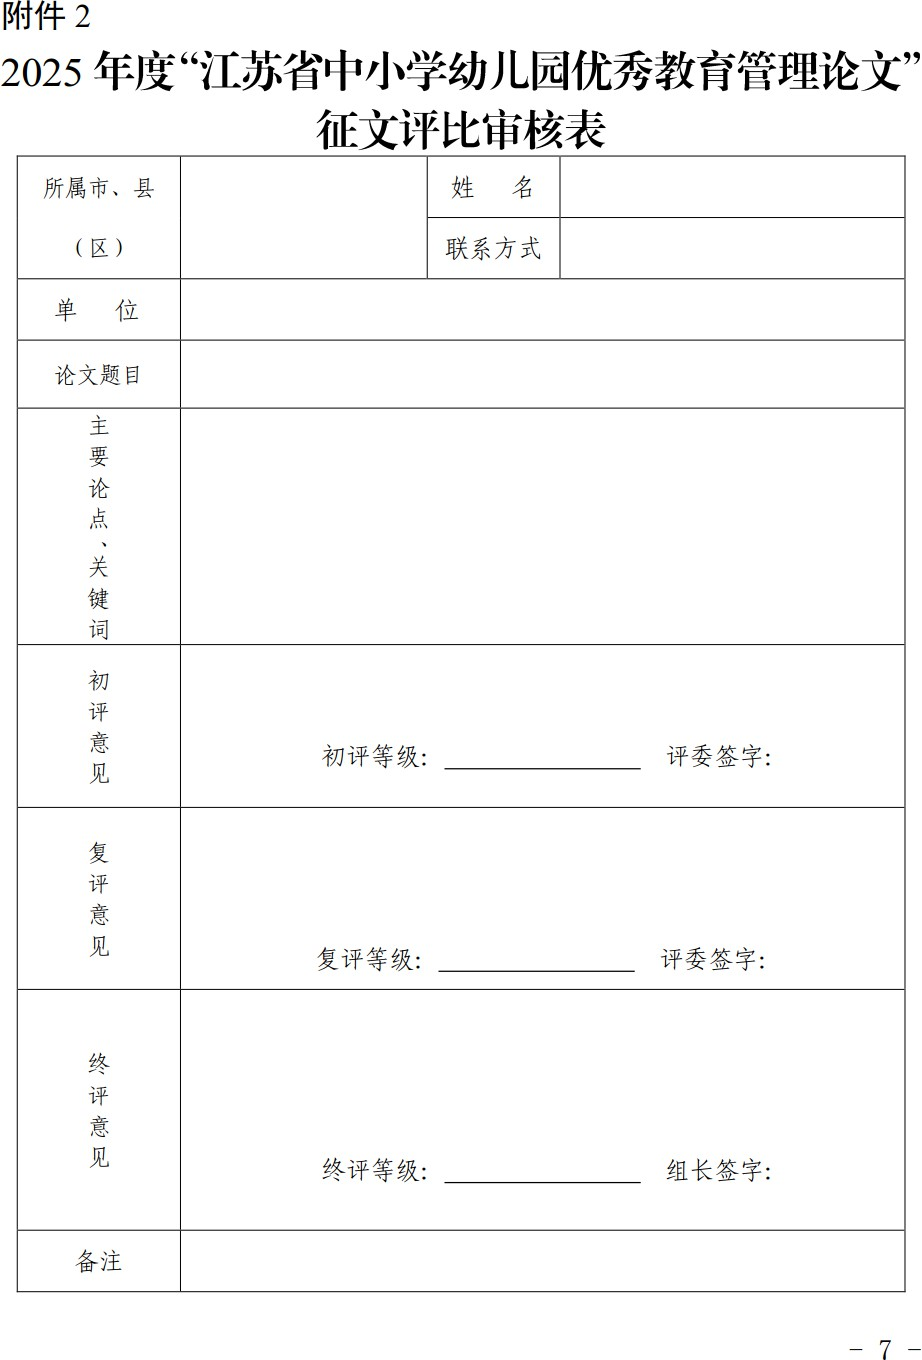 附件 2
2025 年度“江苏省中小学幼儿园优秀教育管理论文”
征文评比审核表
所属市、县
（区）
姓 名
联系方式
单 位
论文题目
主要论点、关键词
初评意见
初评等级： 评委签字：
复评意见
复评等级： 评委签字：
终评意见
终评等级： 组长签字：
备注
- 7 -